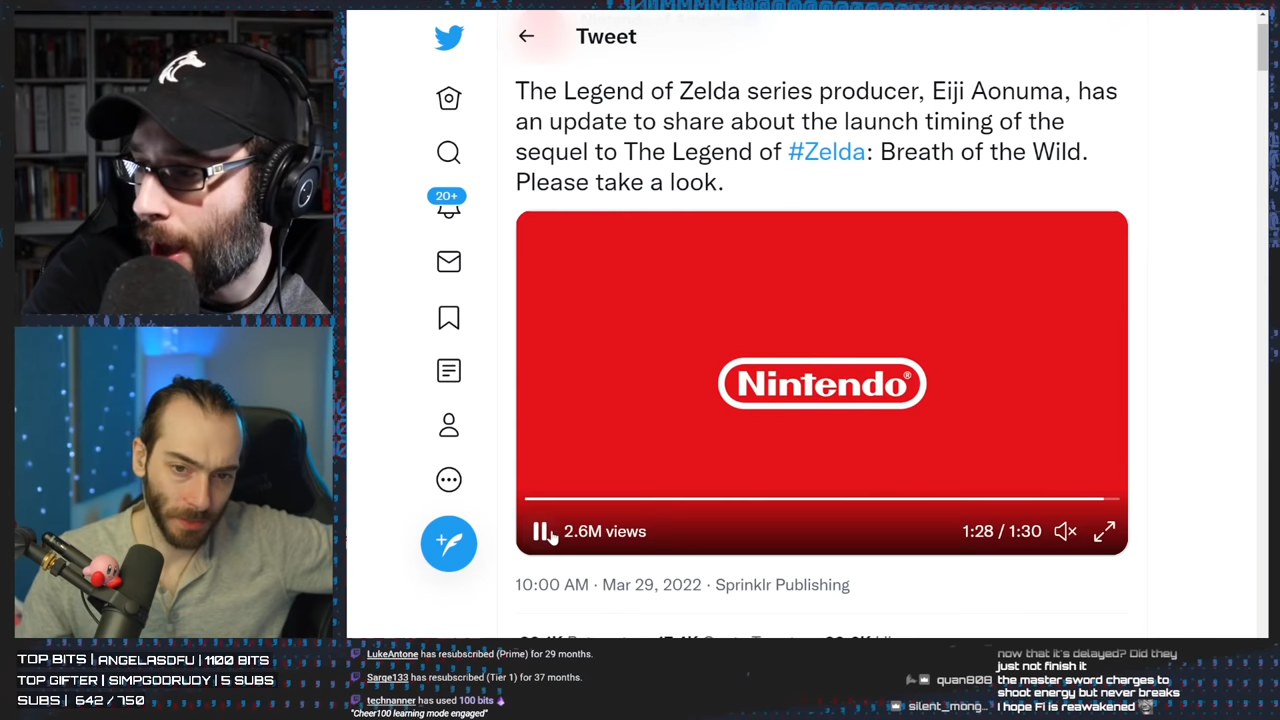 Tweet
The Legend of Zelda series producer, Eiji Aonuma, has
an update to share about the launch timing of the
sequel to The Legend of #Zelda: Breath of the Wild.
Please take a look.
20+
Nintendo®
2.6M views
1:28 / 1:30
10:00 AM · Mar 29, 2022 · Sprinklr Publishing
TOP BITS | ANGELASDFU | 1100 BITS
TOP GIFTER | SIMPGODRUDY | 5 SUBS
SUBS | 642 / 750
LukeAntone has resubscribed (Prime) for 29 months.
Sarge133 has resubscribed (Tier 1) for 37 months.
technanner has used 100 bits
"Cheer100 learning mode engaged"
now that it's delayed? Did they
just not finish it
quan808 the master sword charges to
shoot energy but never breaks
silent_mong... I hope Fi is reawakened